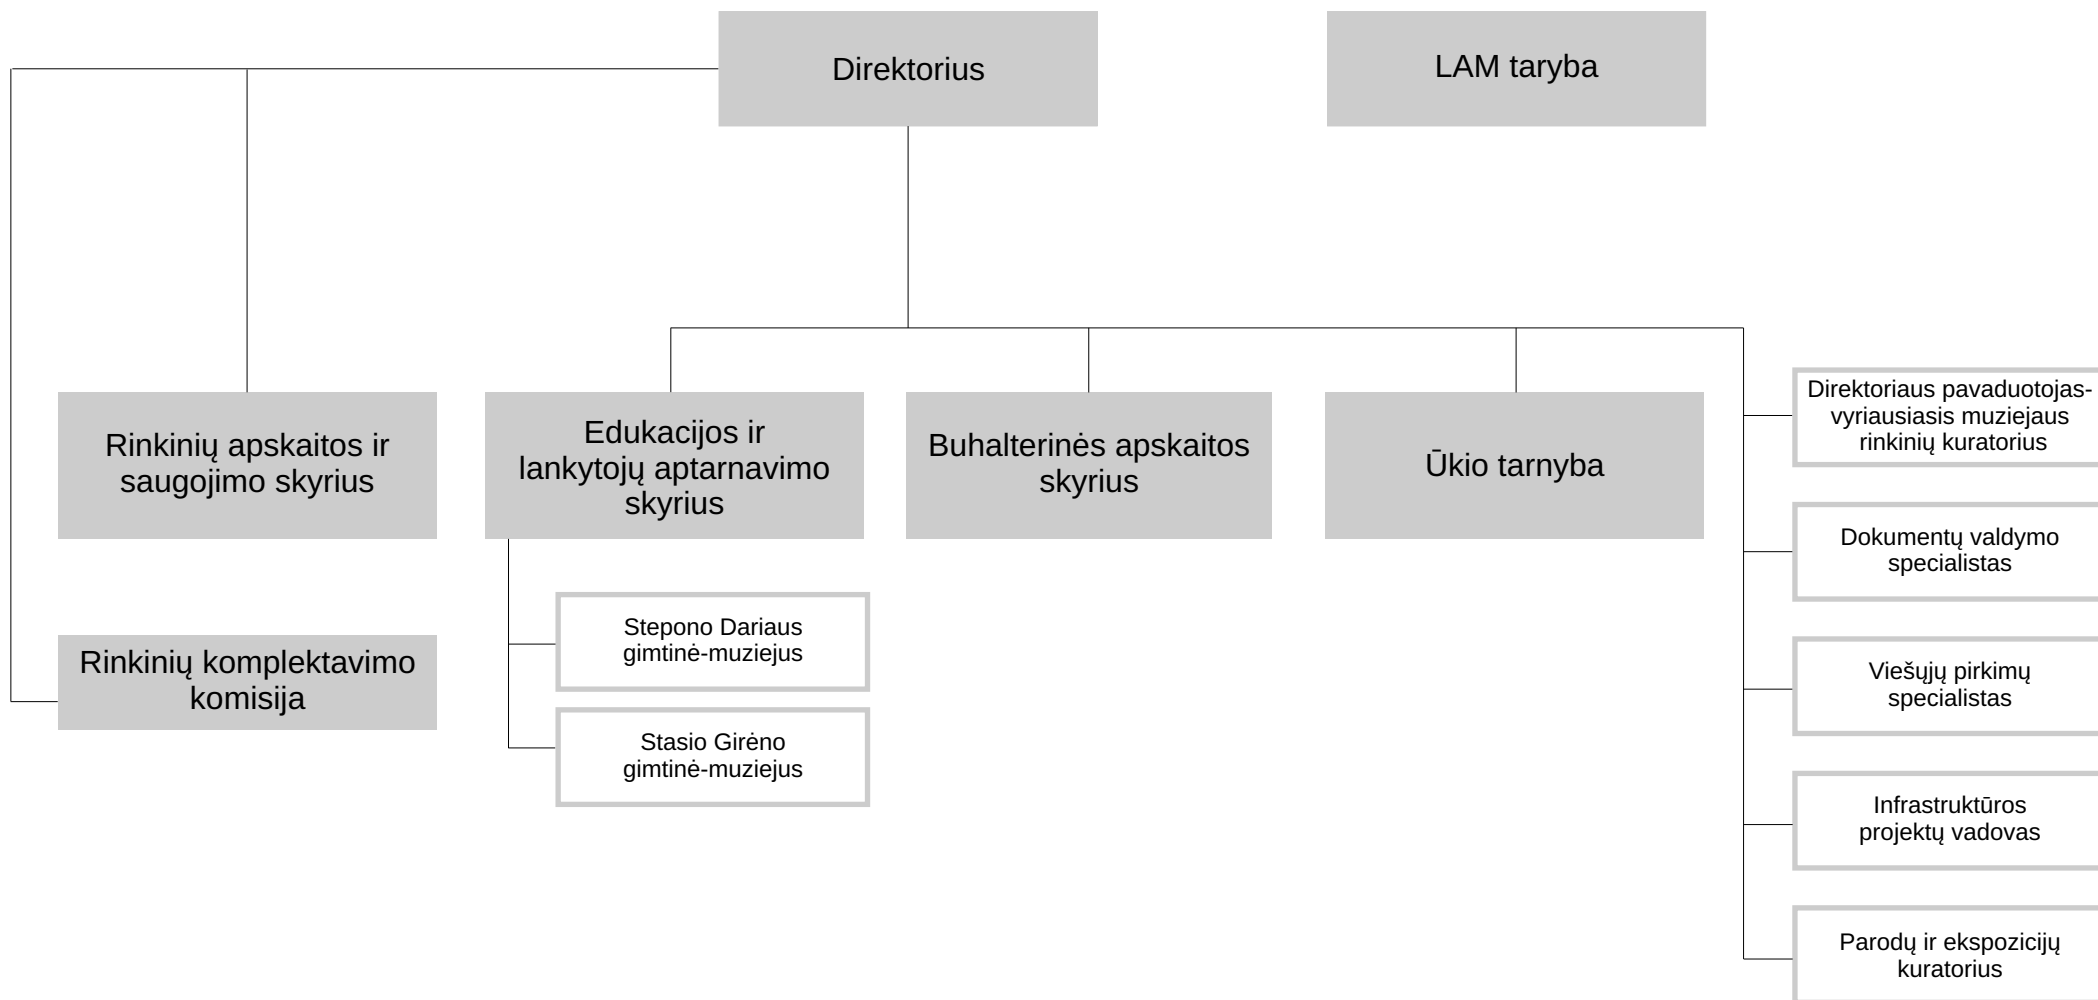 Direktorius
LAM taryba
Rinkinių apskaitos ir
saugojimo skyrius
Edukacijos ir
lankytojų aptarnavimo
skyrius
Buhalterinės apskaitos
skyrius
Ūkio tarnyba
Direktoriaus pavaduotojas-
vyriausiasis muziejaus
rinkinių kuratorius
Dokumentų valdymo
specialistas
Viešųjų pirkimų
specialistas
Infrastruktūros
projektų vadovas
Parodų ir ekspozicijų
kuratorius
Rinkinių komplektavimo
komisija
Stepono Dariaus
gimtinė-muziejus
Stasio Girėno
gimtinė-muziejus